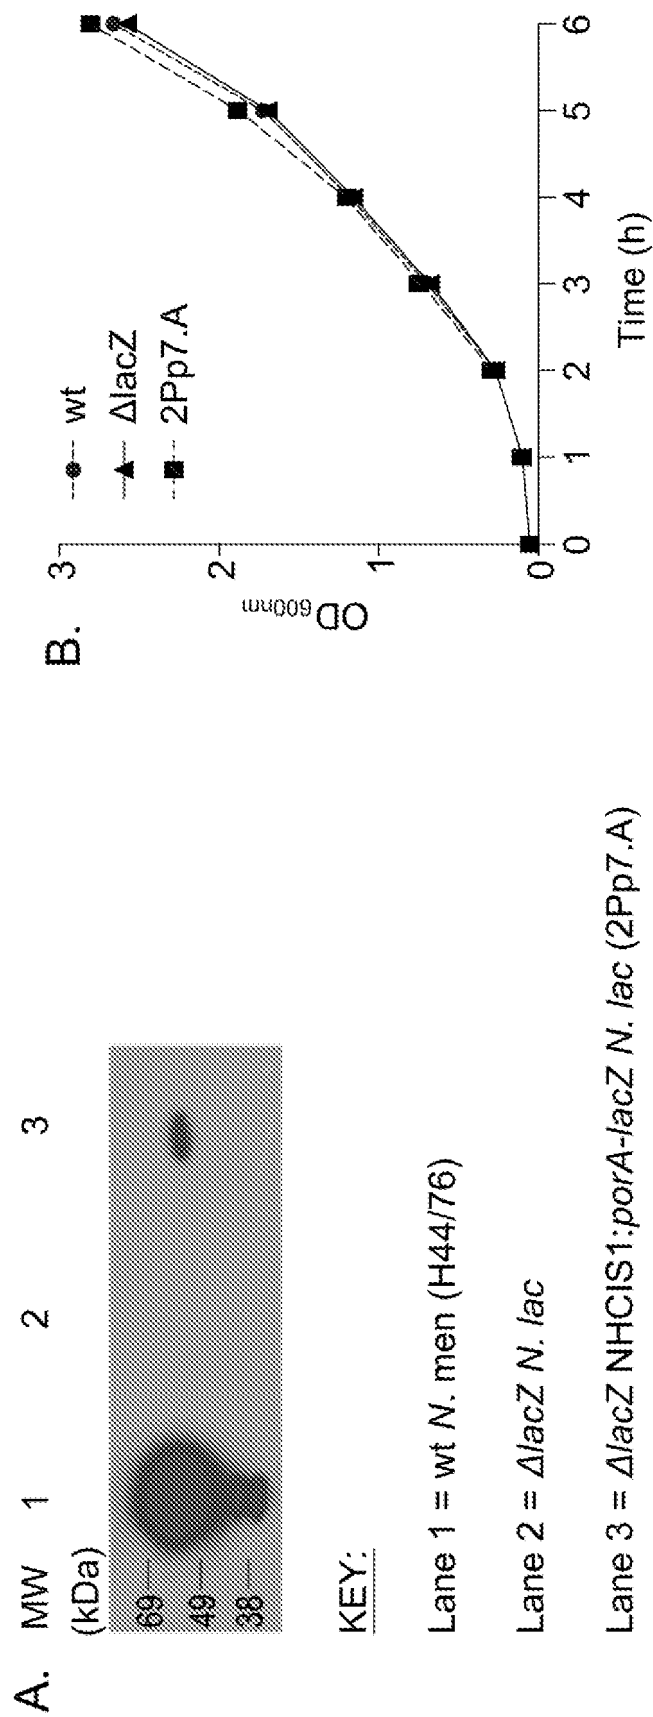 A.
MW 1 2 3
(kDa)
69
49
38
KEY:
Lane 1 = wt N. men (H44/76)
Lane 2 = ΔlacZ N. lac
Lane 3 = ΔlacZ NHCIS1:porA-lacZ N. lac (2Pp7.A)
B.
wt
ΔlacZ
2Pp7.A
OD600nm
3
2
1
0
0 1 2 3 4 5 6
Time (h)